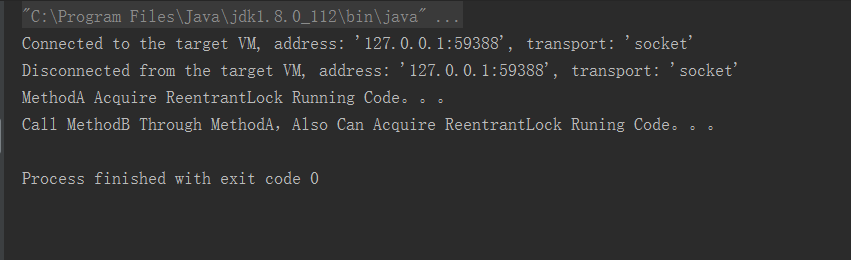 "C:\Program Files\Java\jdk1.8.0_112\bin\java" ...
Connected to the target VM, address: '127.0.0.1:59388', transport: 'socket'
Disconnected from the target VM, address: '127.0.0.1:59388', transport: 'socket'
MethodA Acquire ReentrantLock Running Code。。。
Call MethodB Through MethodA，Also Can Acquire ReentrantLock Runing Code。。。
Process finished with exit code 0